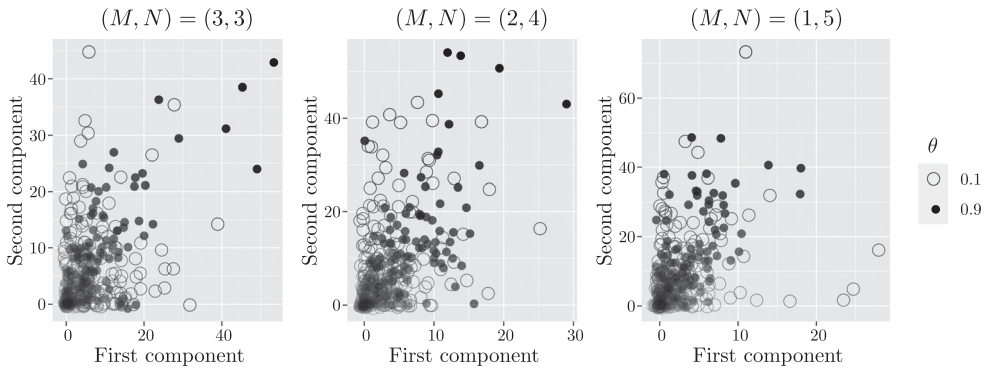 (M, N) = (3, 3)
(M, N) = (2, 4)
(M, N) = (1, 5)
Second component
40
30
20
10
0
0
20
40
First component
Second component
40
20
0
0
10
20
30
First component
Second component
60
40
20
0
0
10
20
First component
θ
0.1
0.9